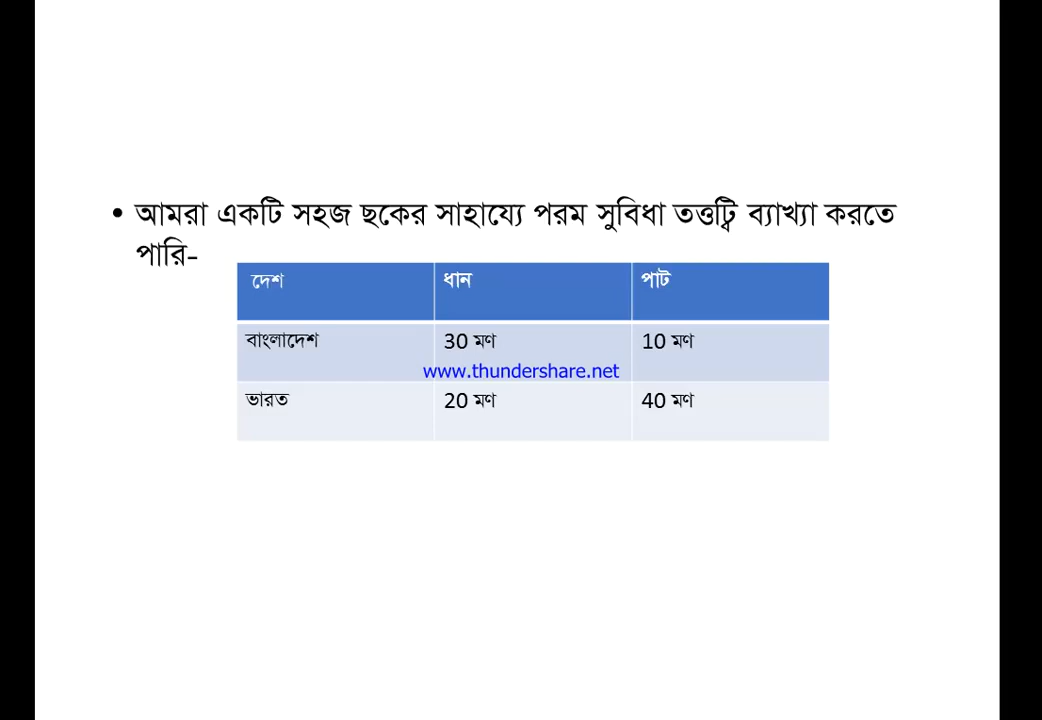 • আমরা একটি সহজ ছকের সাহায্যে পরম সুবিধা তত্তট্বি ব্যাখ্যা করতে
পারি-
দেশ ধান পাট
বাংলাদেশ 30 মণ 10 মণ
www.thundershare.net
ভারত 20 মণ 40 মণ